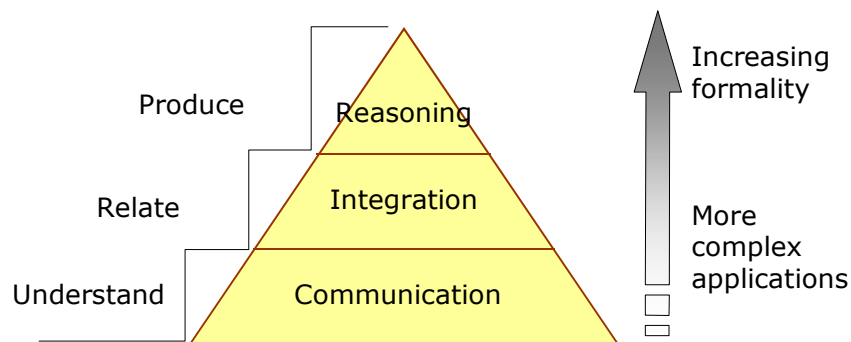 Increasing
formality
Produce
Reasoning
Relate
Integration
More
complex
applications
Understand
Communication